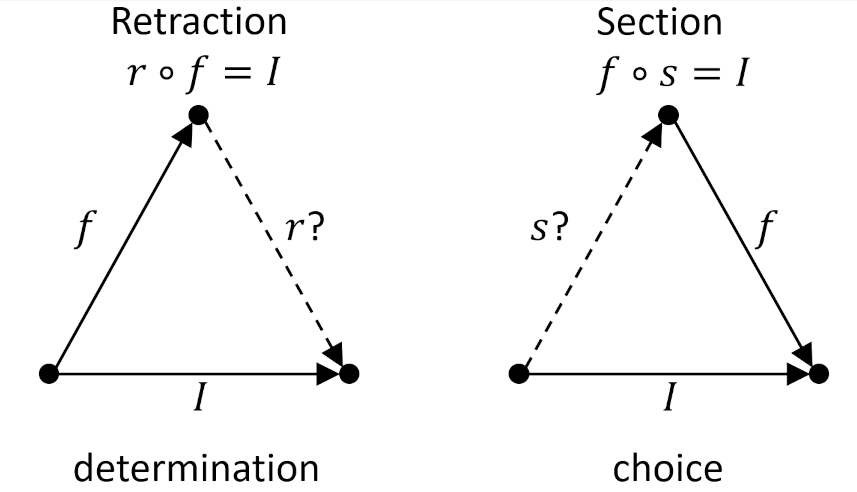 Retraction
r ∘ f = I
f
r?
I
determination
Section
f ∘ s = I
s?
f
I
choice